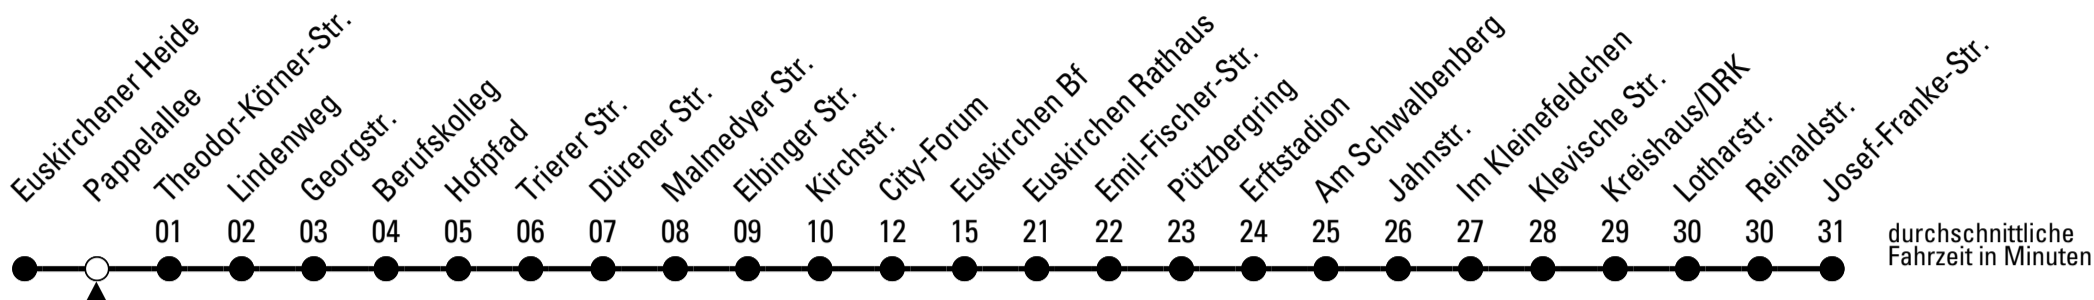 Euskirchener Heide
Pappelallee
Theodor-Körner-Str.
Lindenweg
Georgstr.
Berufskolleg
Hofpfad
Trierer Str.
Dürener Str.
Malmedyer Str.
Elbinger Str.
Kirchstr.
City-Forum
Euskirchen Bf
Euskirchen Rathaus
Emil-Fischer-Str.
Pützbergring
Erftstadion
Am Schwalbenberg
Jahnstr.
Im Kleinefeldchen
Klevische Str.
Kreishaus/DRK
Lotharstr.
Reinaldstr.
Josef-Franke-Str.
01 02 03 04 05 06 07 08 09 10 12 15 21 22 23 24 25 26 27 28 29 30 30 31
durchschnittliche
Fahrzeit in Minuten